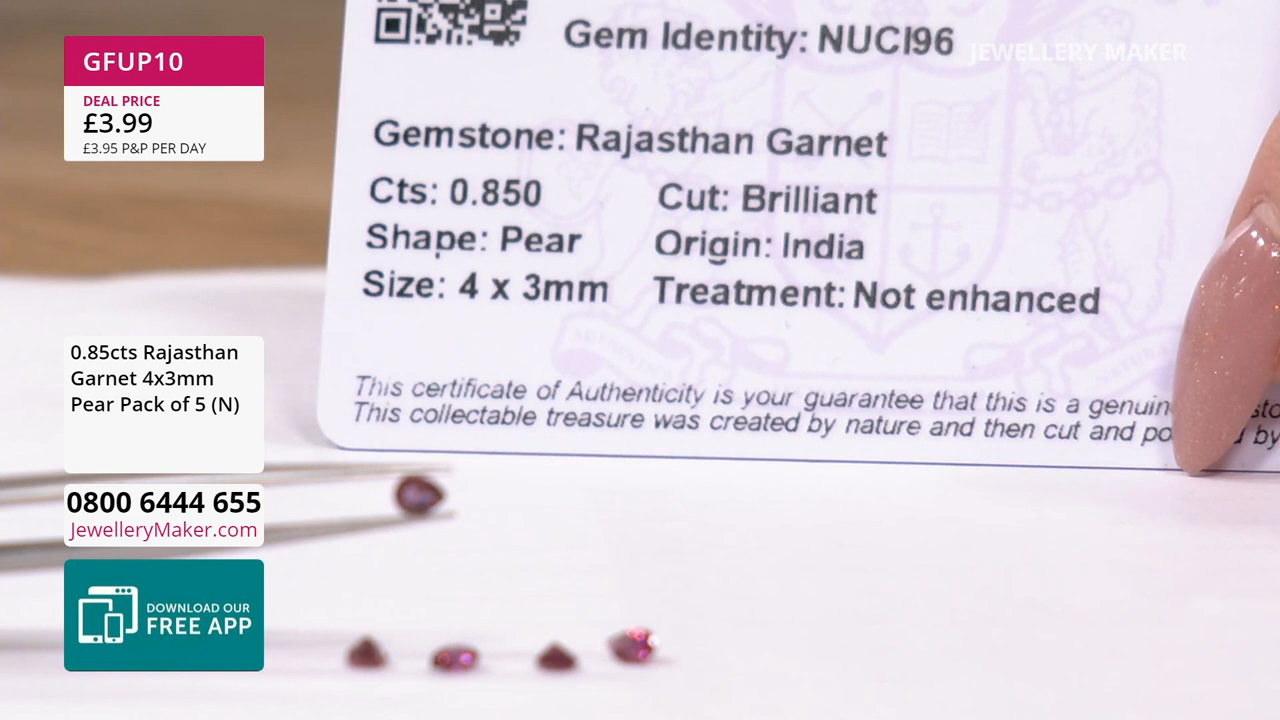 GFUP10
DEAL PRICE
£3.99
£3.95 P&P PER DAY
0.85cts Rajasthan
Garnet 4x3mm
Pear Pack of 5 (N)
0800 6444 655
JewelleryMaker.com
DOWNLOAD OUR
FREE APP
JEWELLERY MAKER
Gem Identity: NUCI96
Gemstone: Rajasthan Garnet
Cts: 0.850 Cut: Brilliant
Shape: Pear Origin: India
Size: 4 x 3mm Treatment: Not enhanced
This certificate of Authenticity is your guarantee that this is a
This collectable treasure was created by nature and then cut and by